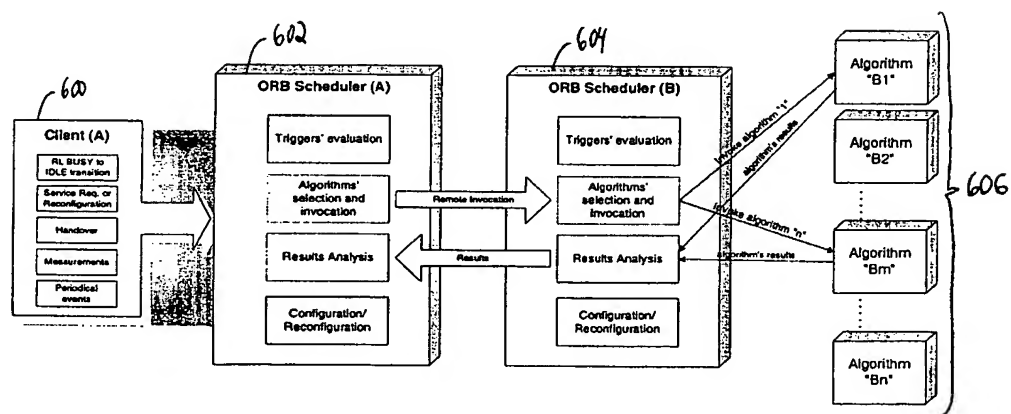 600
Client (A)
RL BUSY to
IDLE transition
Service Req. or
Reconfiguration
Handover
Measurements
Periodical
events
602
ORB Scheduler (A)
Triggers' evaluation
Algorithms'
selection and
invocation
Results Analysis
Configuration/
Reconfiguration
Remote Invocation
Results
604
ORB Scheduler (B)
Triggers' evaluation
Algorithms'
selection and
Invocation
Results Analysis
Configuration/
Reconfiguration
Invoke algorithm "1"
algorithm's results
Invoke algorithm "n"
algorithm's results
Algorithm
"B1"
Algorithm
"B2"
Algorithm
"Bm"
Algorithm
"Bn"
606